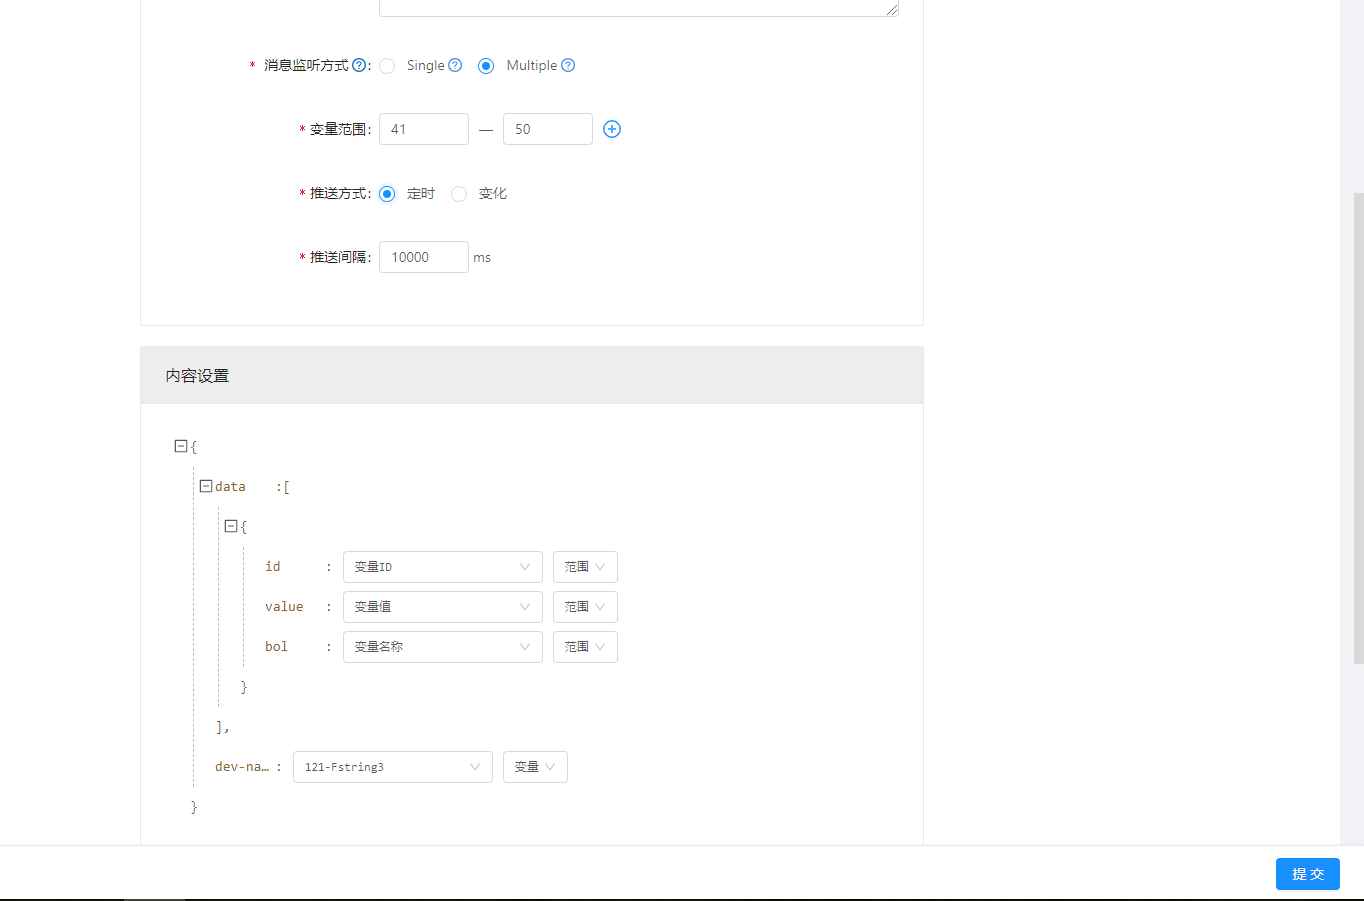 * 消息监听方式?: Single? Multiple?
* 变量范围: 41 — 50
* 推送方式: 定时 变化
* 推送间隔: 10000 ms
内容设置
{
data :[
{
id : 变量ID 范围
value : 变量值 范围
bol : 变量名称 范围
}
],
dev-na… : 121-Fstring3 变量
}
提交